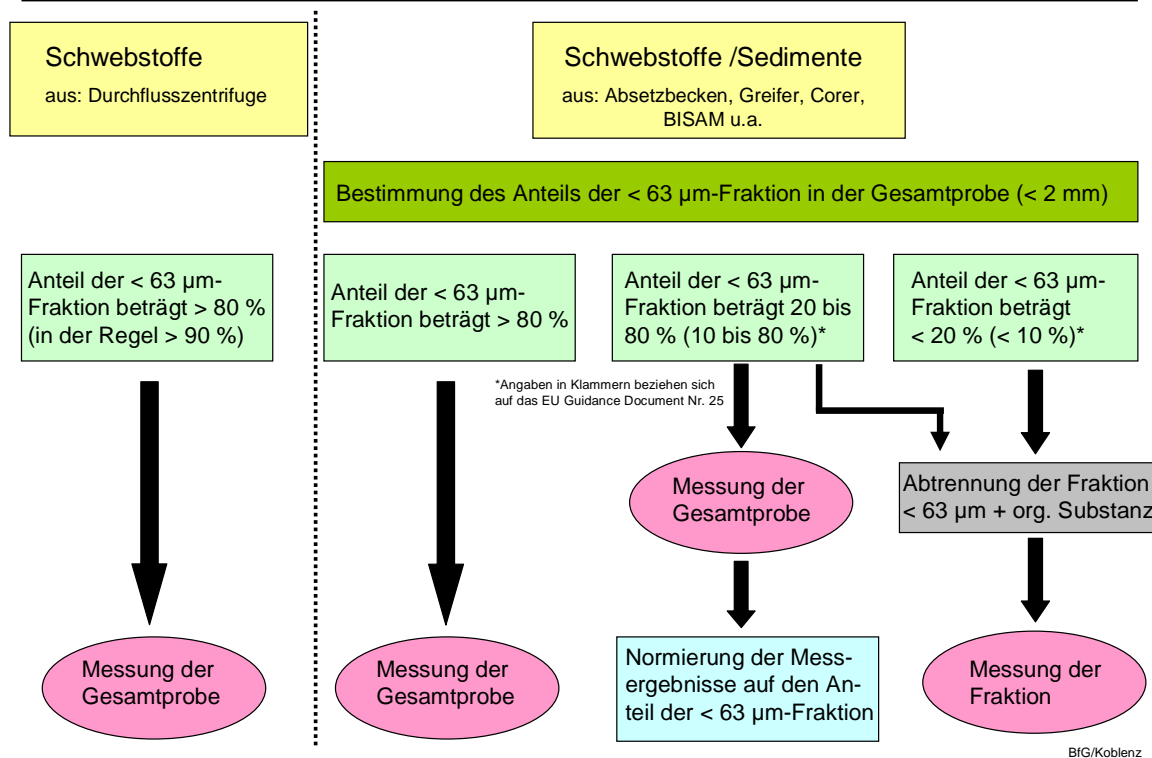 Schwebstoffe
aus: Durchflusszentrifuge
Schwebstoffe /Sedimente
aus: Absetzbecken, Greifer, Corer,
BISAM u.a.
Bestimmung des Anteils der < 63 µm-Fraktion in der Gesamtprobe (< 2 mm)
Anteil der < 63 µm-
Fraktion beträgt > 80 %
(in der Regel > 90 %)
Anteil der < 63 µm-
Fraktion beträgt > 80 %
Anteil der < 63 µm-
Fraktion beträgt 20 bis
80 % (10 bis 80 %)*
Anteil der < 63 µm-
Fraktion beträgt
< 20 % (< 10 %)*
*Angaben in Klammern beziehen sich
auf das EU Guidance Document Nr. 25
Messung der
Gesamtprobe
Abtrennung der Fraktion
< 63 µm + org. Substanz
Messung der
Gesamtprobe
Messung der
Gesamtprobe
Normierung der Mess-
ergebnisse auf den An-
teil der < 63 µm-Fraktion
Messung der
Fraktion
BfG/Koblenz